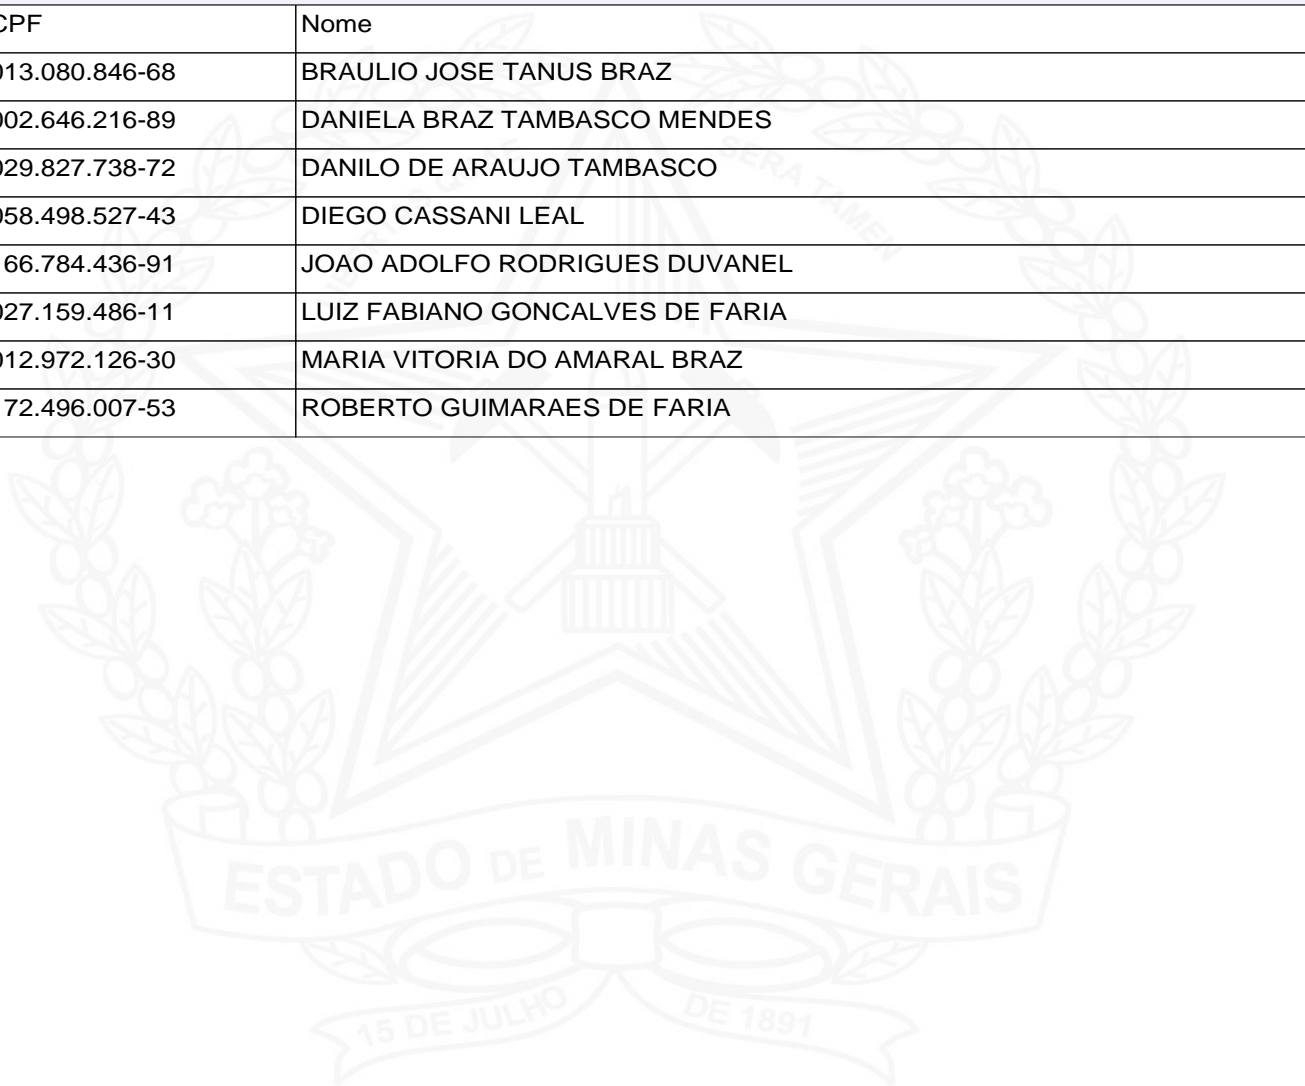 CPF Nome
013.080.846-68 BRAULIO JOSE TANUS BRAZ
002.646.216-89 DANIELA BRAZ TAMBASCO MENDES
029.827.738-72 DANILO DE ARAUJO TAMBASCO
058.498.527-43 DIEGO CASSANI LEAL
66.784.436-91 JOAO ADOLFO RODRIGUES DUVANEL
027.159.486-11 LUIZ FABIANO GONCALVES DE FARIA
012.972.126-30 MARIA VITORIA DO AMARAL BRAZ
72.496.007-53 ROBERTO GUIMARAES DE FARIA
SERA TAMEN
ESTADO DE MINAS GERAIS
15 DE JULHO DE 1891